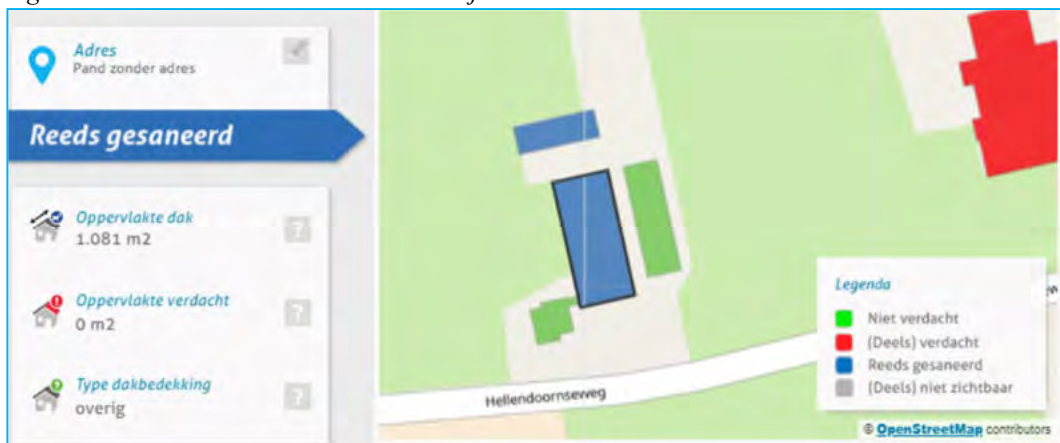 Adres
Pand zonder adres
Reeds gesaneerd
Oppervlakte dak
1.081 m2
?
Oppervlakte verdacht
0 m2
?
Type dakbedekking
overig
?
Hellendoornseweg
Legenda
Niet verdacht
(Deels) verdacht
Reeds gesaneerd
(Deels) niet zichtbaar
© OpenStreetMap contributors